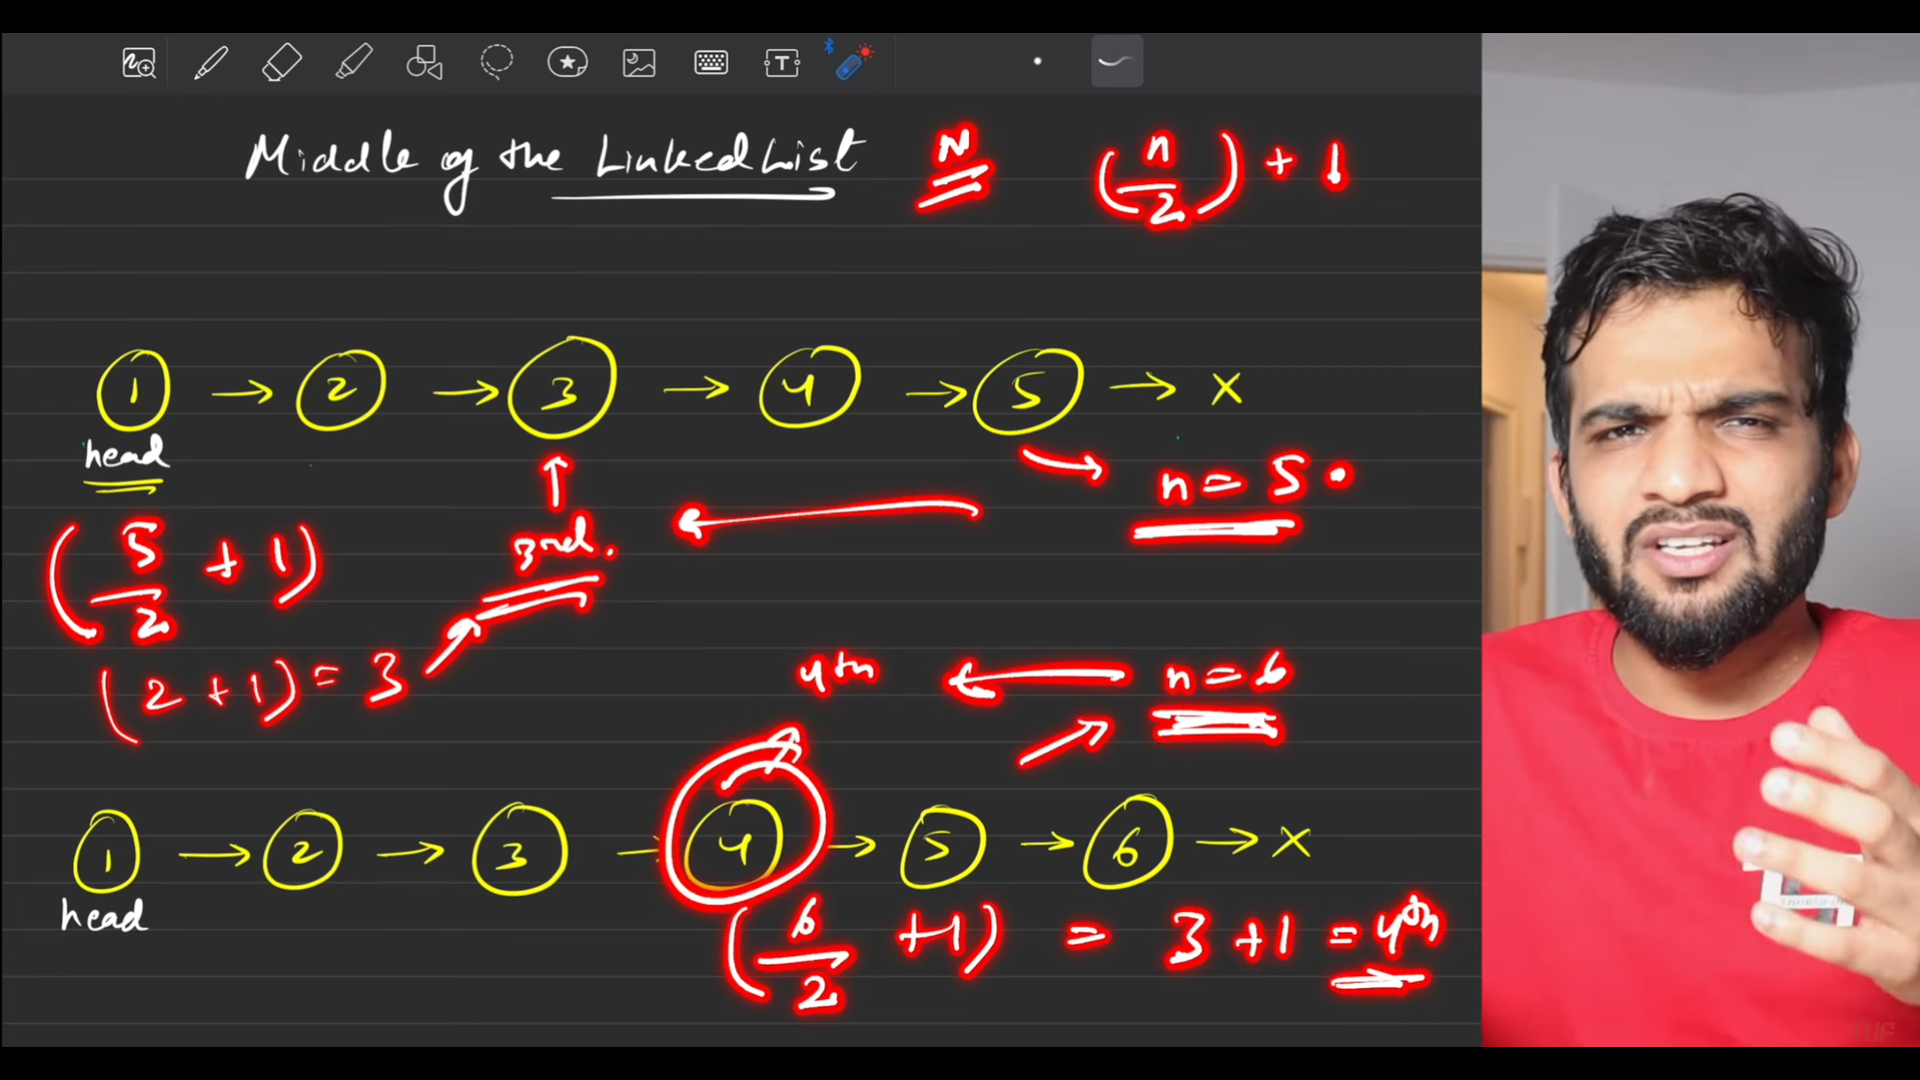 Middle of the LinkedList N (n/2) + 1
1 → 2 → 3 → 4 → 5 → X
head
n = 5
3rd.
(5/2 + 1)
(2 + 1) = 3
4th n = 6
1 → 2 → 3 → 4 → 5 → 6 → X
head
(6/2 + 1) = 3 + 1 = 4th
TUF